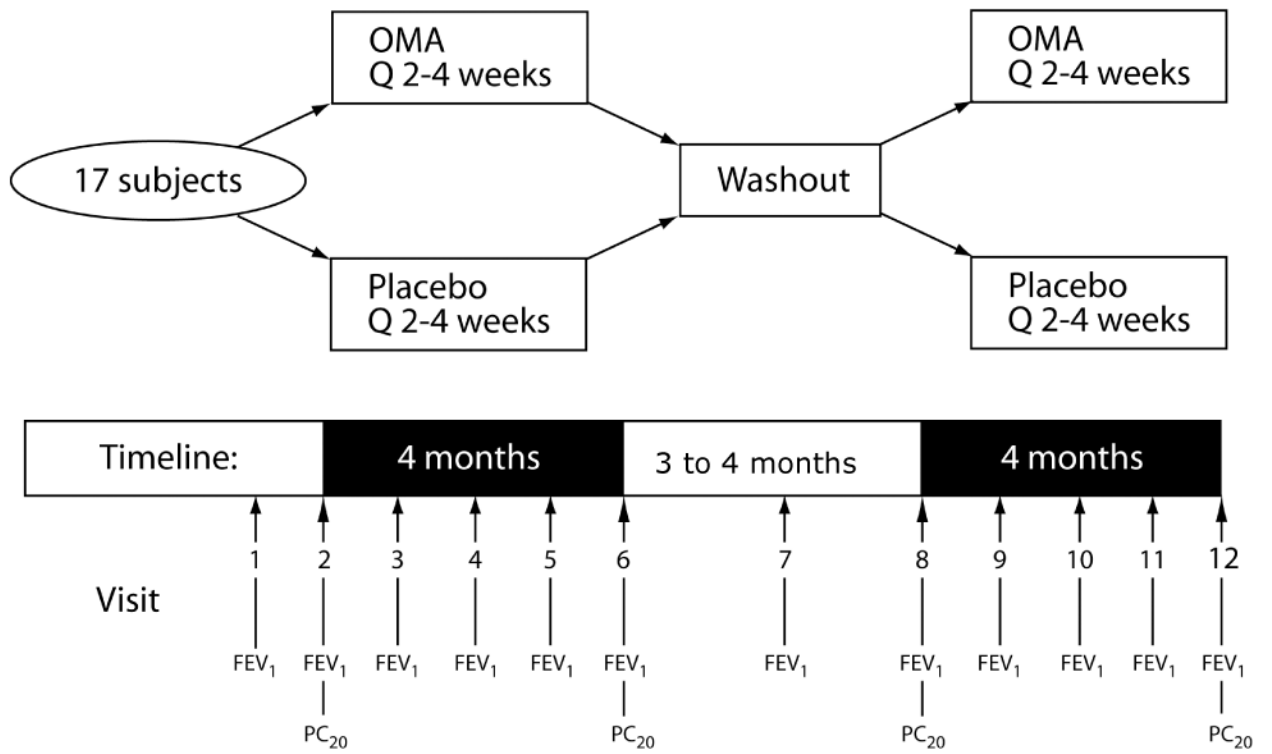 OMA
Q 2-4 weeks
OMA
Q 2-4 weeks
17 subjects
Washout
Placebo
Q 2-4 weeks
Placebo
Q 2-4 weeks
Timeline: 4 months 3 to 4 months 4 months
1 2 3 4 5 6 7 8 9 10 11 12
Visit
FEV₁ FEV₁ FEV₁ FEV₁ FEV₁ FEV₁ FEV₁ FEV₁ FEV₁ FEV₁ FEV₁ FEV₁
PC₂₀ PC₂₀ PC₂₀ PC₂₀